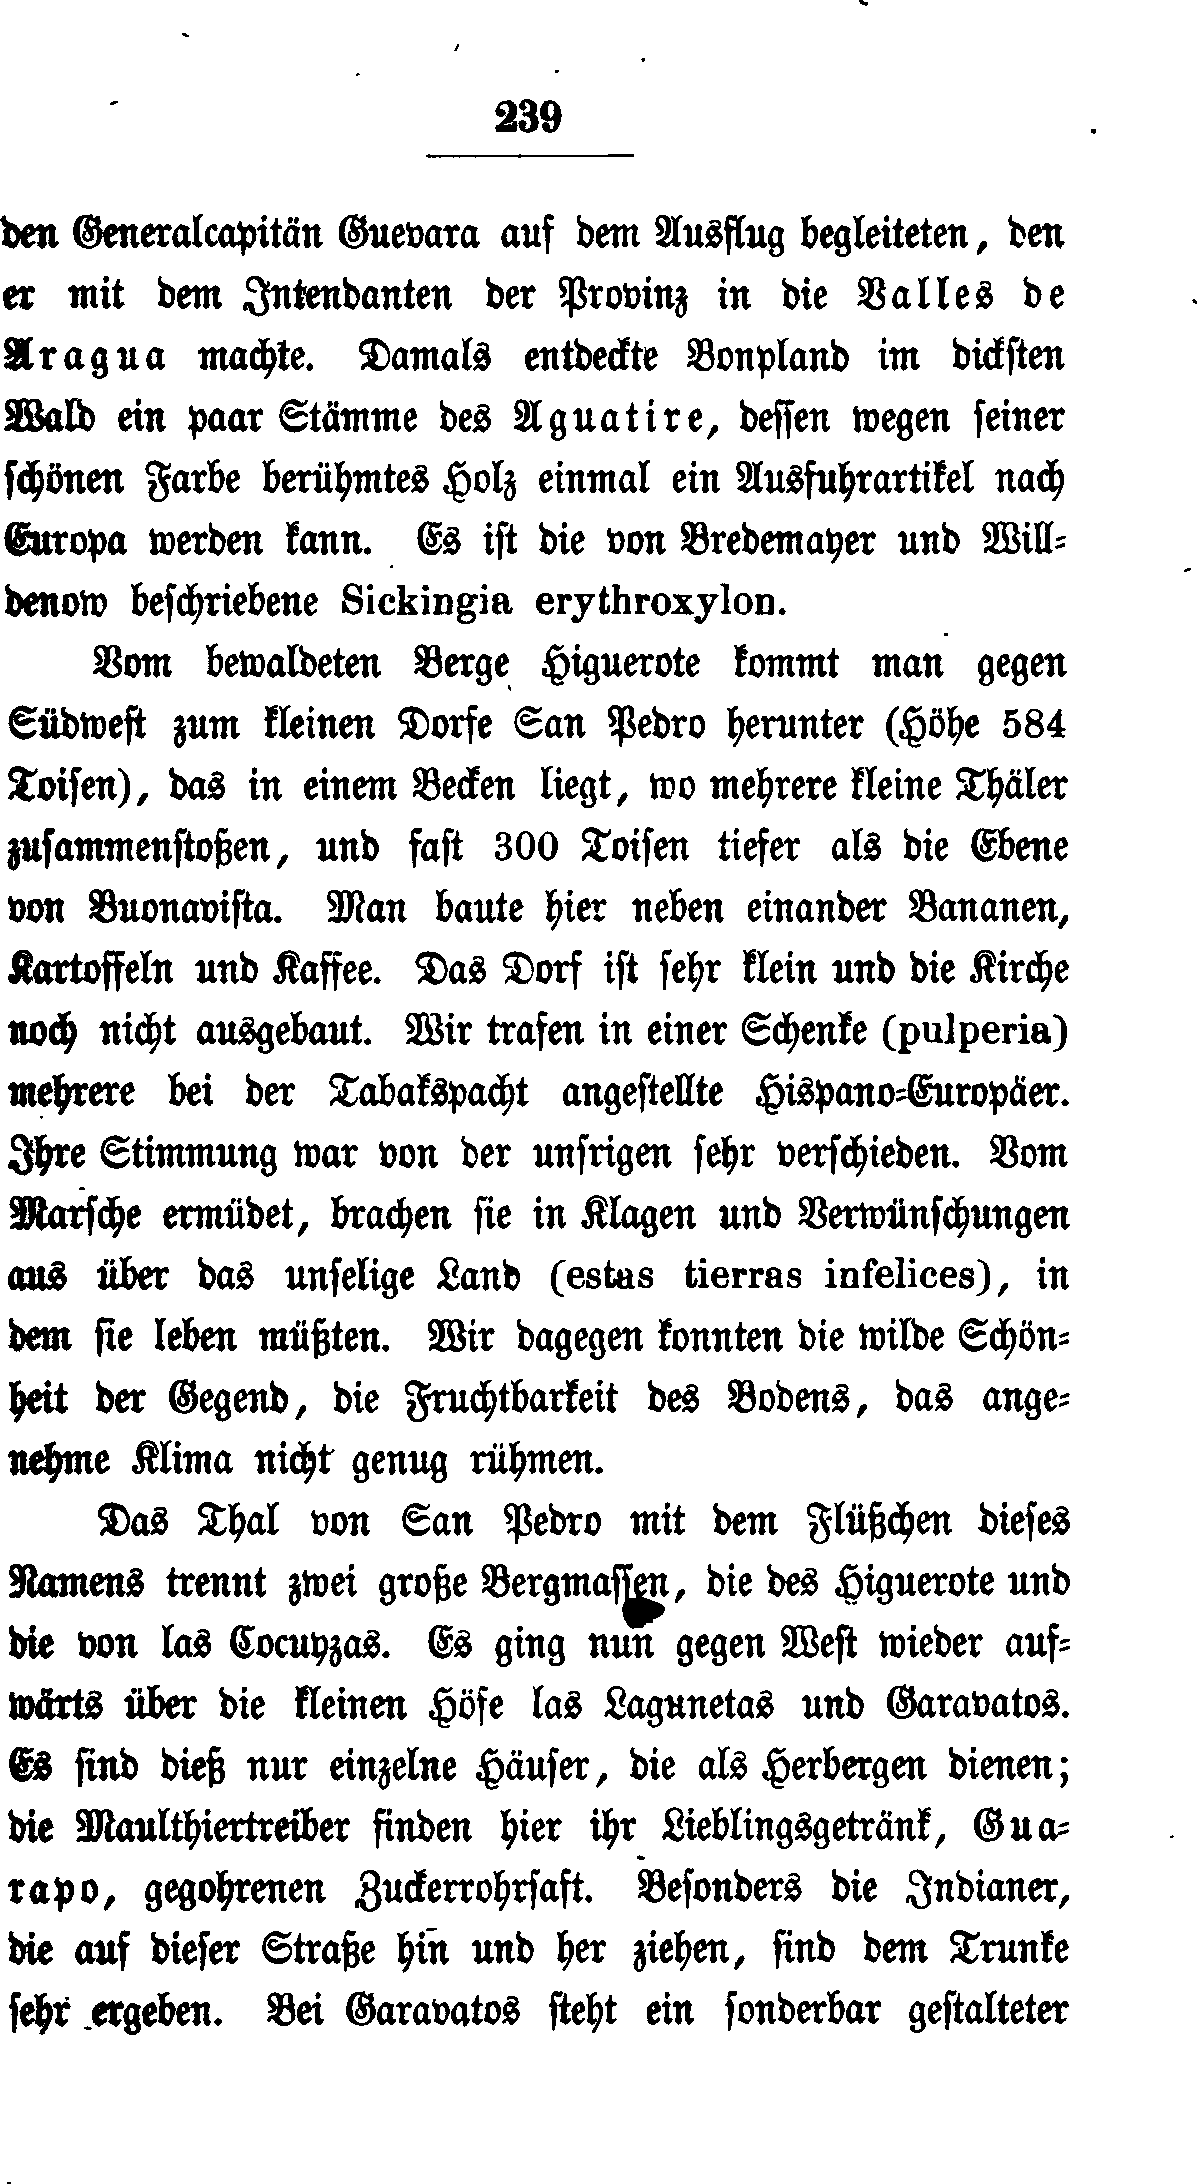 239
den Generalcapitän Guevara auf dem Ausflug begleiteten, den
er mit dem Intendanten der Provinz in die Valles de
Aragua machte. Damals entdeckte Bonpland im dicksten
Wald ein paar Stämme des Aguatire, dessen wegen seiner
schönen Farbe berühmtes Holz einmal ein Ausfuhrartikel nach
Europa werden kann. Es ist die von Bredemayer und Will-
denow beschriebene Sickingia erythroxylon.
Vom bewaldeten Berge Higuerote kommt man gegen
Südwest zum kleinen Dorfe San Pedro herunter (Höhe 584
Toisen), das in einem Becken liegt, wo mehrere kleine Thäler
zusammenstoßen, und fast 300 Toisen tiefer als die Ebene
von Buonavista. Man baute hier neben einander Bananen,
Kartoffeln und Kaffee. Das Dorf ist sehr klein und die Kirche
noch nicht ausgebaut. Wir trafen in einer Schenke (pulperia)
mehrere bei der Tabakspacht angestellte Hispano-Europäer.
Ihre Stimmung war von der unsrigen sehr verschieden. Vom
Marsche ermüdet, brachen sie in Klagen und Verwünschungen
aus über das unselige Land (estas tierras infelices), in
dem sie leben müßten. Wir dagegen konnten die wilde Schön-
heit der Gegend, die Fruchtbarkeit des Bodens, das ange-
nehme Klima nicht genug rühmen.
Das Thal von San Pedro mit dem Flüßchen dieses
Namens trennt zwei große Bergmassen, die des Higuerote und
die von las Cocuyzas. Es ging nun gegen West wieder auf-
wärts über die kleinen Höfe las Lagunetas und Garavatos.
Es sind dieß nur einzelne Häuser, die als Herbergen dienen;
die Maulthiertreiber finden hier ihr Lieblingsgetränk, Gua-
rapo, gegohrenen Zuckerrohrsaft. Besonders die Indianer,
die auf dieser Straße hin und her ziehen, sind dem Trunke
sehr ergeben. Bei Garavatos steht ein sonderbar gestalteter